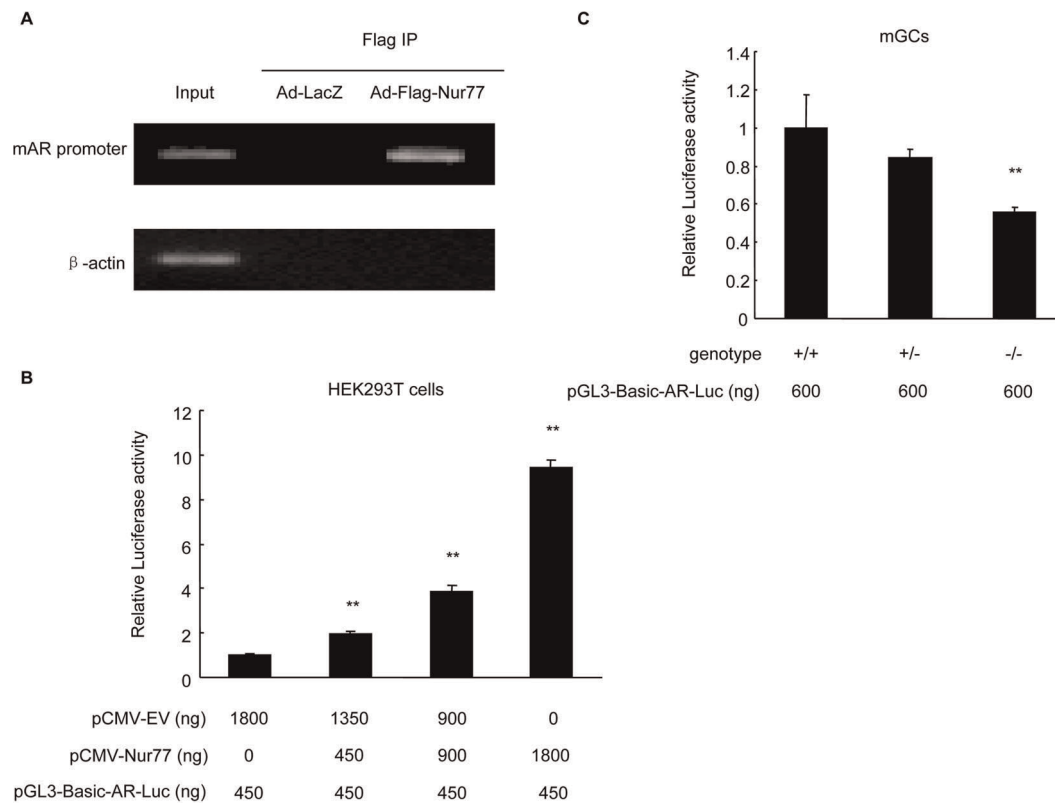 A
Flag IP
Input Ad-LacZ Ad-Flag-Nur77
mAR promoter
β-actin
B
HEK293T cells
Relative Luciferase activity
12
10
8
6
4
2
0
**
**
**
pCMV-EV (ng) 1800 1350 900 0
pCMV-Nur77 (ng) 0 450 900 1800
pGL3-Basic-AR-Luc (ng) 450 450 450 450
C
mGCs
Relative Luciferase activity
1.4
1.2
1
0.8
0.6
0.4
0.2
0
**
genotype +/+ +/- -/-
pGL3-Basic-AR-Luc (ng) 600 600 600